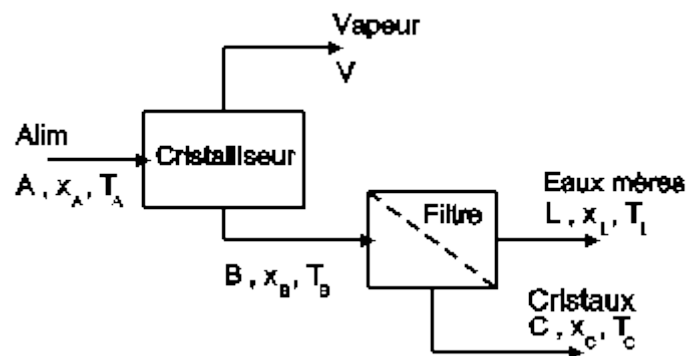 Vapeur
V
Alim
Cristalliseur
A , x_A, T_A
Eaux mères
Filtre
L , x_L, T_L
B , x_B, T_B
Cristaux
C , x_C, T_C